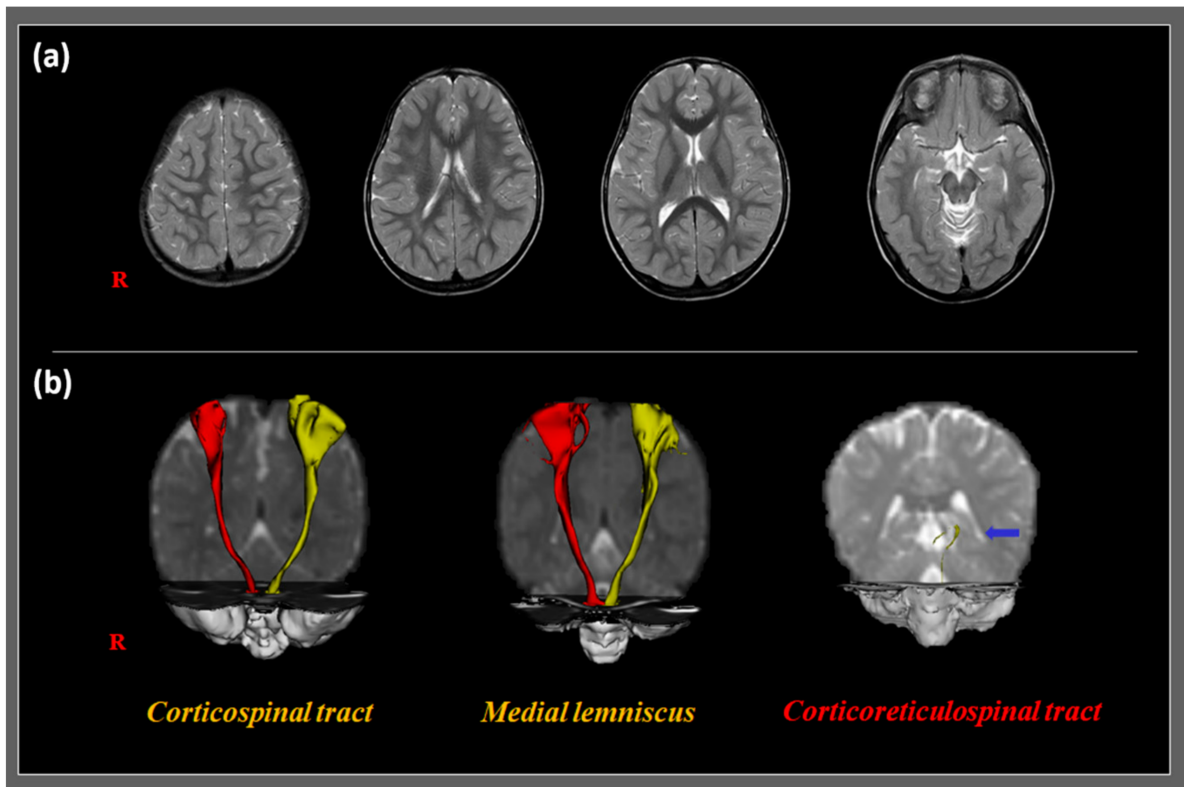 (a)
R
(b)
R
Corticospinal tract
Medial lemniscus
Corticoreticulospinal tract